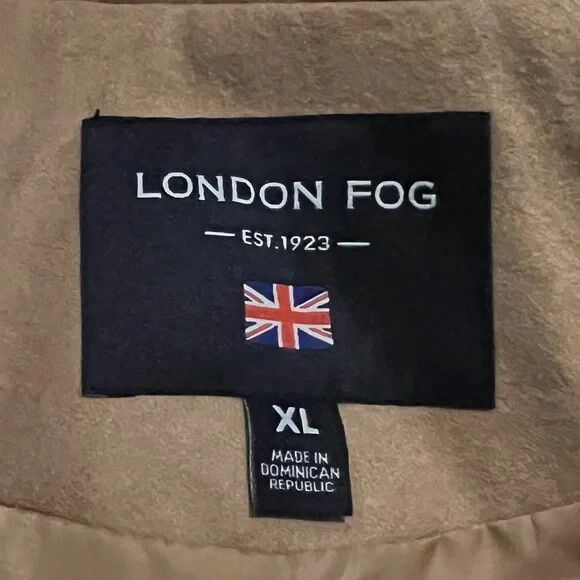 LONDON FOG
— EST.1923 —
XL
MADE IN
DOMINICAN
REPUBLIC